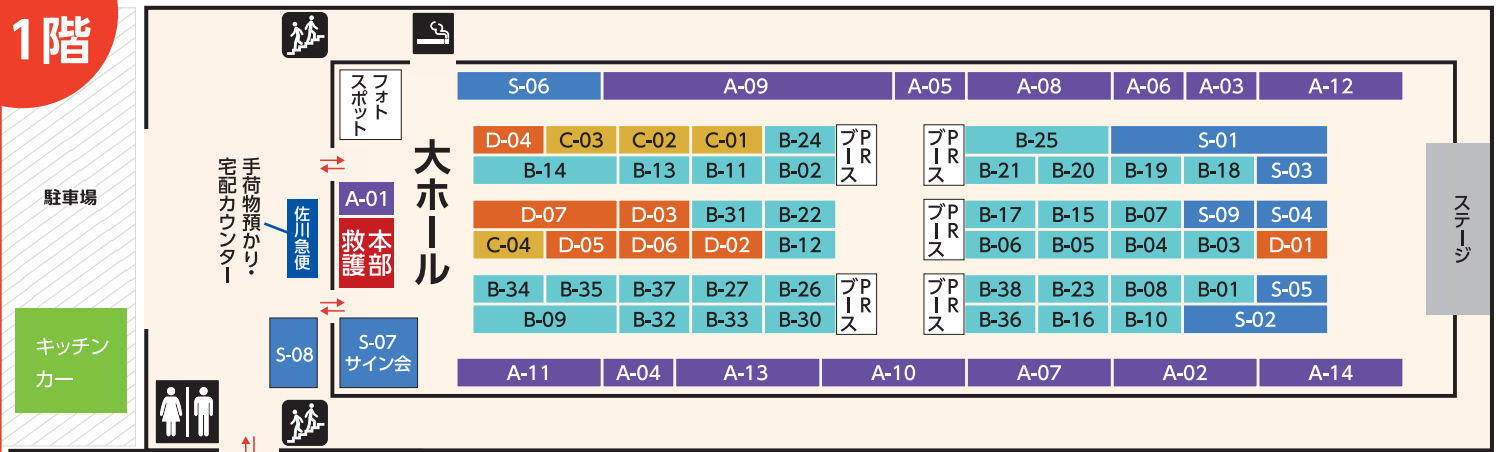 1階
フォト
スポット
S-06 A-09 A-05 A-08 A-06 A-03 A-12
D-04 C-03 C-02 C-01 B-24 PR
ブース
PR
ブース
B-25 S-01
B-14 B-13 B-11 B-02 B-21 B-20 B-19 B-18 S-03
大ホール
手荷物預かり・
宅配カウンター
駐車場
A-01
佐川急便
本部
救護
D-07 D-03 B-31 B-22 PR
ブース
B-17 B-15 B-07 S-09 S-04
C-04 D-05 D-06 D-02 B-12 B-06 B-05 B-04 B-03 D-01
ステージ
B-34 B-35 B-37 B-27 B-26 PR
ブース
PR
ブース
B-38 B-23 B-08 B-01 S-05
B-09 B-32 B-33 B-30 B-36 B-16 B-10 S-02
キッチン
カー
S-08
S-07
サイン会
A-11 A-04 A-13 A-10 A-07 A-02 A-14